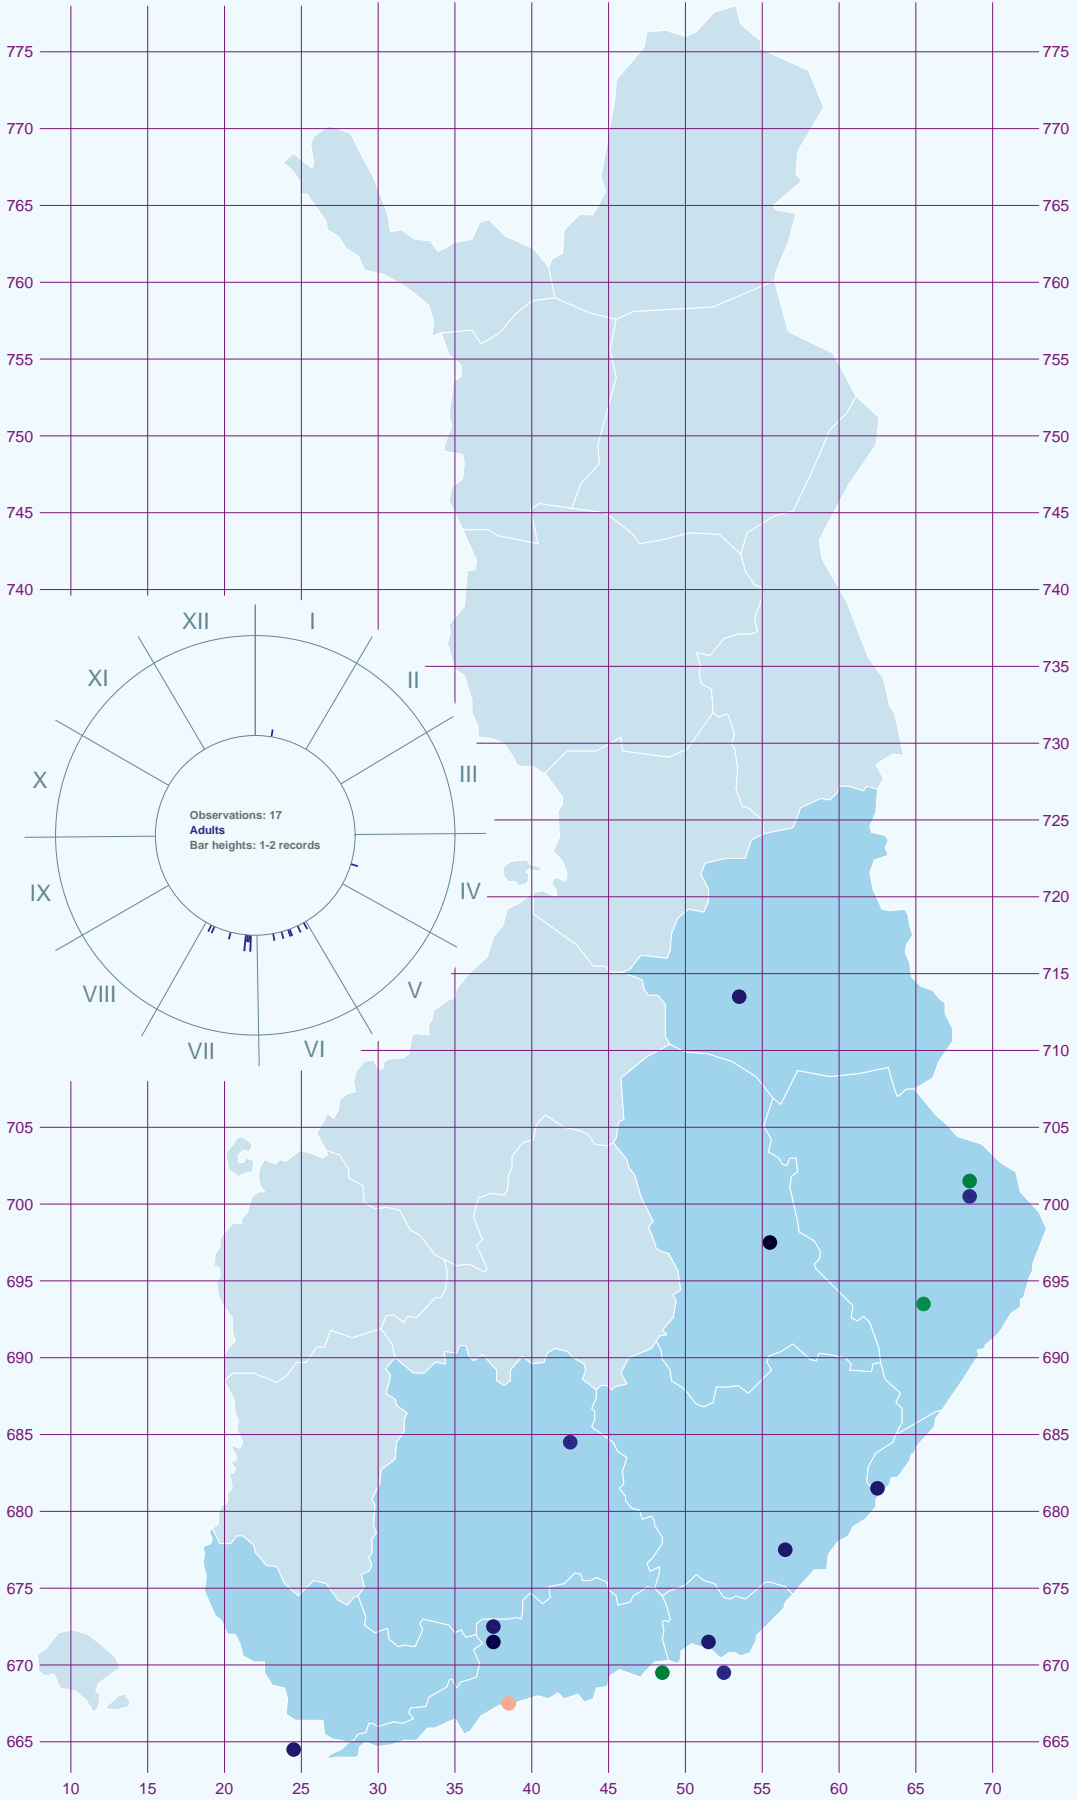 775 775
770 770
765 765
760 760
755 755
750 750
745 745
740 740
XII I
735
XI II
730
X III
Observations: 17
Adults
Bar heights: 1-2 records
725
IX IV
720
VIII V
715
VII VI
710
705 705
700 700
695 695
690 690
685 685
680 680
675 675
670 670
665 665
10 15 20 25 30 35 40 45 50 55 60 65 70